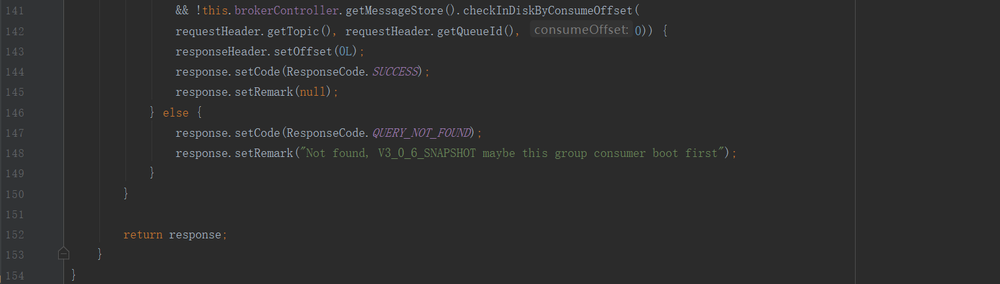 141 && !this.brokerController.getMessageStore().checkInDiskByConsumeOffset(
142 requestHeader.getTopic(), requestHeader.getQueueId(), consumeOffset: 0)) {
143 responseHeader.setOffset(0L);
144 response.setCode(ResponseCode.SUCCESS);
145 response.setRemark(null);
146 } else {
147 response.setCode(ResponseCode.QUERY_NOT_FOUND);
148 response.setRemark("Not found, V3_0_6_SNAPSHOT maybe this group consumer boot first");
149 }
150 }
151
152 return response;
153 }
154 }